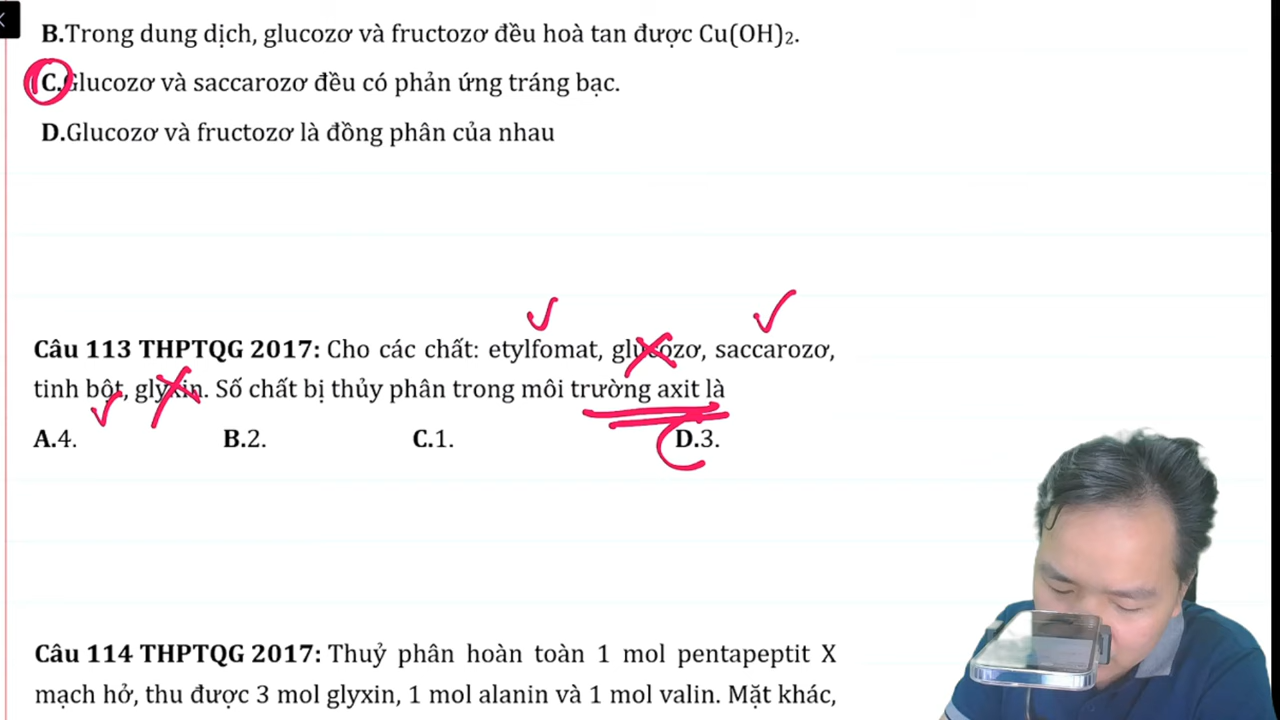 B.Trong dung dịch, glucozơ và fructozơ đều hoà tan được Cu(OH)₂.
C.Glucozơ và saccarozơ đều có phản ứng tráng bạc.
D.Glucozơ và fructozơ là đồng phân của nhau
Câu 113 THPTQG 2017: Cho các chất: etylfomat, glucozơ, saccarozơ,
tinh bột, glyxin. Số chất bị thủy phân trong môi trường axit là
A.4. B.2. C.1. D.3.
Câu 114 THPTQG 2017: Thuỷ phân hoàn toàn 1 mol pentapeptit X
mạch hở, thu được 3 mol glyxin, 1 mol alanin và 1 mol valin. Mặt khác,